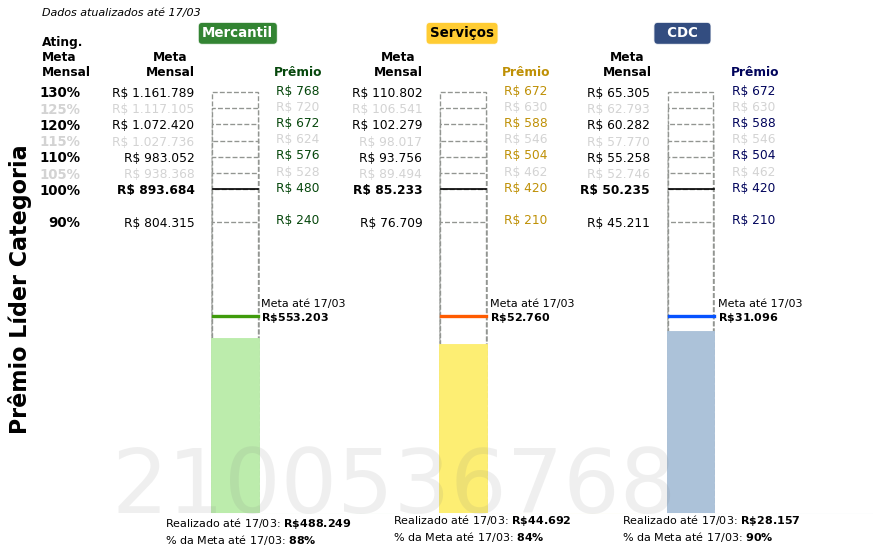 Dados atualizados até 17/03
Mercantil Serviços CDC
Ating. Meta Mensal Meta Mensal Prêmio Meta Mensal Prêmio Meta Mensal Prêmio
130% R$ 1.161.789 R$ 768 R$ 110.802 R$ 672 R$ 65.305 R$ 672
125% R$ 1.117.105 R$ 720 R$ 106.541 R$ 630 R$ 62.793 R$ 630
120% R$ 1.072.420 R$ 672 R$ 102.279 R$ 588 R$ 60.282 R$ 588
115% R$ 1.027.736 R$ 624 R$ 98.017 R$ 546 R$ 57.770 R$ 546
110% R$ 983.052 R$ 576 R$ 93.756 R$ 504 R$ 55.258 R$ 504
105% R$ 938.368 R$ 528 R$ 89.494 R$ 462 R$ 52.746 R$ 462
100% R$ 893.684 R$ 480 R$ 85.233 R$ 420 R$ 50.235 R$ 420
90% R$ 804.315 R$ 240 R$ 76.709 R$ 210 R$ 45.211 R$ 210
Prêmio Líder Categoria
Meta até 17/03 Meta até 17/03 Meta até 17/03
R$553.203 R$52.760 R$31.096
2100536768
Realizado até 17/03: R$488.249 Realizado até 17/03: R$44.692 Realizado até 17/03: R$28.157
% da Meta até 17/03: 88% % da Meta até 17/03: 84% % da Meta até 17/03: 90%